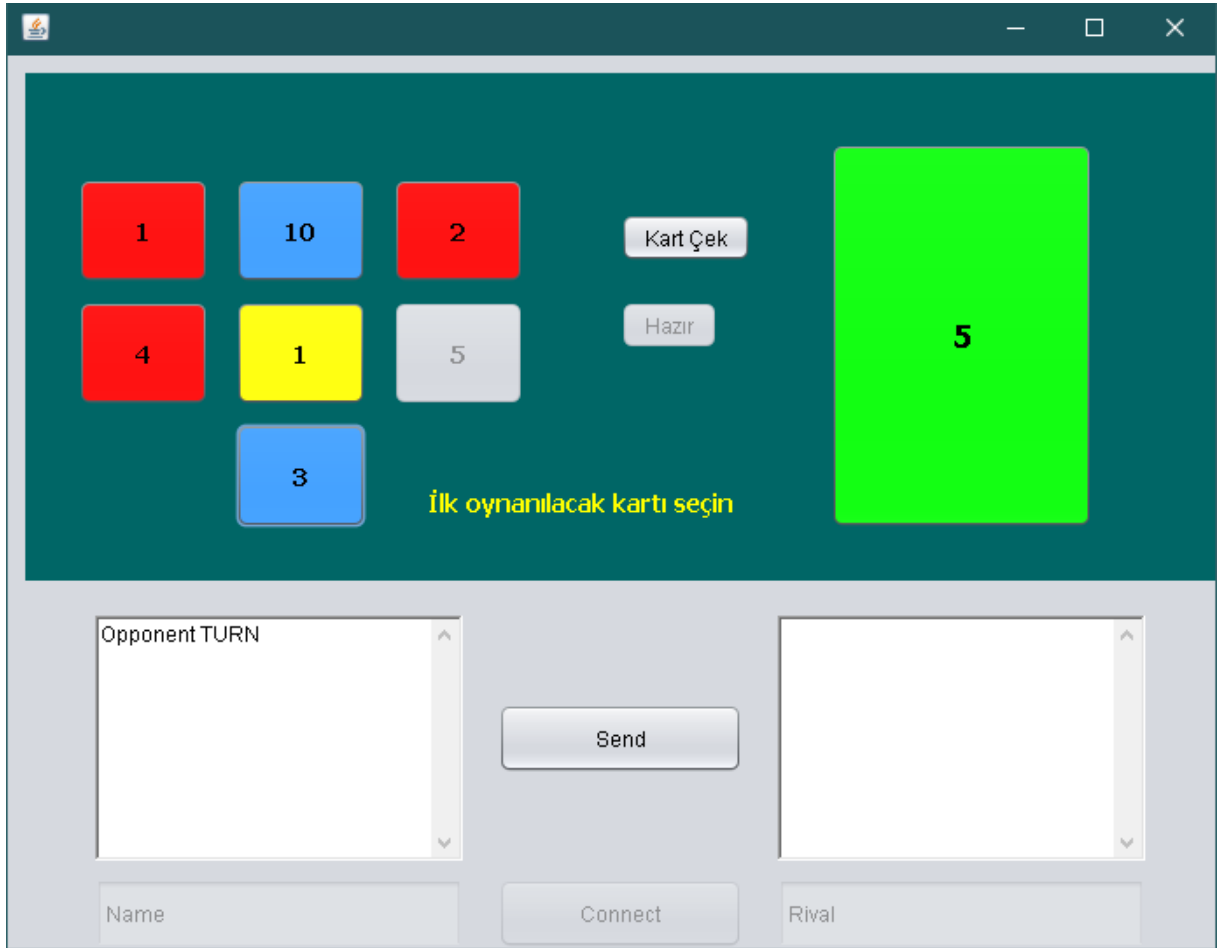 1
10
2
Kart Çek
4
1
5
Hazır
5
3
İlk oynanılacak kartı seçin
Opponent TURN
Send
Name
Connect
Rival